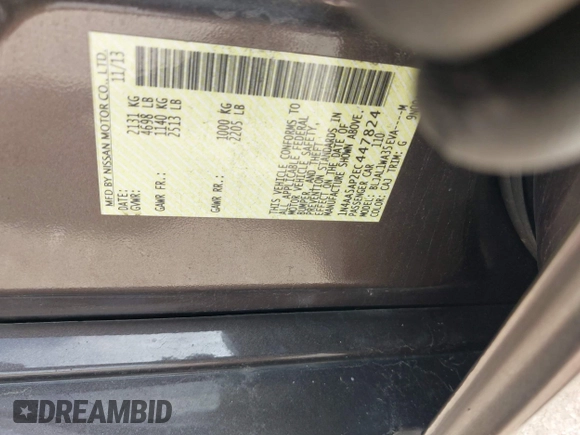 MFD BY NISSAN MOTOR CO., LTD.
DATE: 11/13
GVWR: 2131 KG
4698 LB
GAWR FR.: 1140 KG
2513 LB
GAWR RR.: 1000 KG
2205 LB
THIS VEHICLE CONFORMS TO
ALL APPLICABLE FEDERAL
MOTOR VEHICLE SAFETY,
BUMPER, AND THEFT
PREVENTION STANDARDS
IN EFFECT ON THE DATE OF
MANUFACTURE SHOWN ABOVE.
1N4AA5AP2EC447824
PASSENGER CAR 11D
COLOR: CAJ TRIM: G
DREAMBID